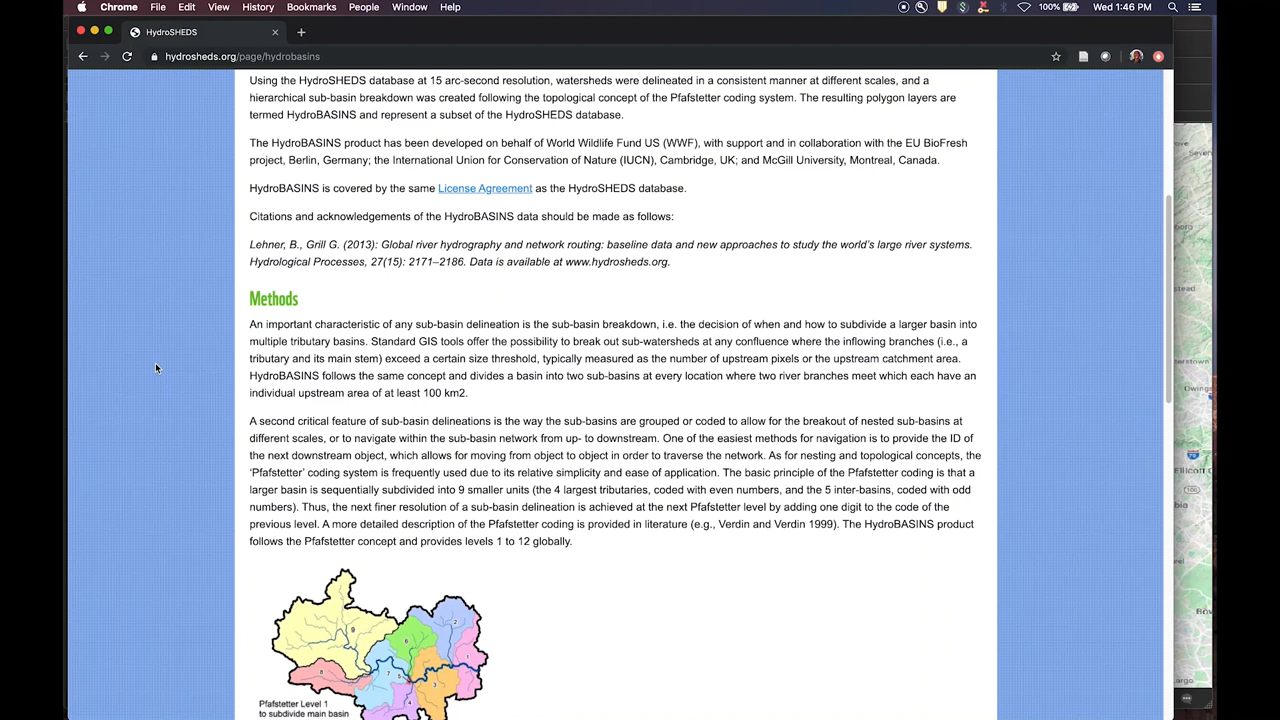 Chrome File Edit View History Bookmarks People Window Help 100% Wed 1:46 PM
HydroSHEDS
hydrosheds.org/page/hydrobasins
Using the HydroSHEDS database at 15 arc-second resolution, watersheds were delineated in a consistent manner at different scales, and a
hierarchical sub-basin breakdown was created following the topological concept of the Pfafstetter coding system. The resulting polygon layers are
termed HydroBASINS and represent a subset of the HydroSHEDS database.
The HydroBASINS product has been developed on behalf of World Wildlife Fund US (WWF), with support and in collaboration with the EU BioFresh
project, Berlin, Germany; the International Union for Conservation of Nature (IUCN), Cambridge, UK; and McGill University, Montreal, Canada.
HydroBASINS is covered by the same License Agreement as the HydroSHEDS database.
Citations and acknowledgements of the HydroBASINS data should be made as follows:
Lehner, B., Grill G. (2013): Global river hydrography and network routing: baseline data and new approaches to study the world's large river systems.
Hydrological Processes, 27(15): 2171–2186. Data is available at www.hydrosheds.org.
Methods
An important characteristic of any sub-basin delineation is the sub-basin breakdown, i.e. the decision of when and how to subdivide a larger basin into
multiple tributary basins. Standard GIS tools offer the possibility to break out sub-watersheds at any confluence where the inflowing branches (i.e., a
tributary and its main stem) exceed a certain size threshold, typically measured as the number of upstream pixels or the upstream catchment area.
HydroBASINS follows the same concept and divides a basin into two sub-basins at every location where two river branches meet which each have an
individual upstream area of at least 100 km2.
A second critical feature of sub-basin delineations is the way the sub-basins are grouped or coded to allow for the breakout of nested sub-basins at
different scales, or to navigate within the sub-basin network from up- to downstream. One of the easiest methods for navigation is to provide the ID of
the next downstream object, which allows for moving from object to object in order to traverse the network. As for nesting and topological concepts, the
'Pfafstetter' coding system is frequently used due to its relative simplicity and ease of application. The basic principle of the Pfafstetter coding is that a
larger basin is sequentially subdivided into 9 smaller units (the 4 largest tributaries, coded with even numbers, and the 5 inter-basins, coded with odd
numbers). Thus, the next finer resolution of a sub-basin delineation is achieved at the next Pfafstetter level by adding one digit to the code of the
previous level. A more detailed description of the Pfafstetter coding is provided in literature (e.g., Verdin and Verdin 1999). The HydroBASINS product
follows the Pfafstetter concept and provides levels 1 to 12 globally.
2
9
6
8
7
Pfafstetter Level 1
to subdivide main basin